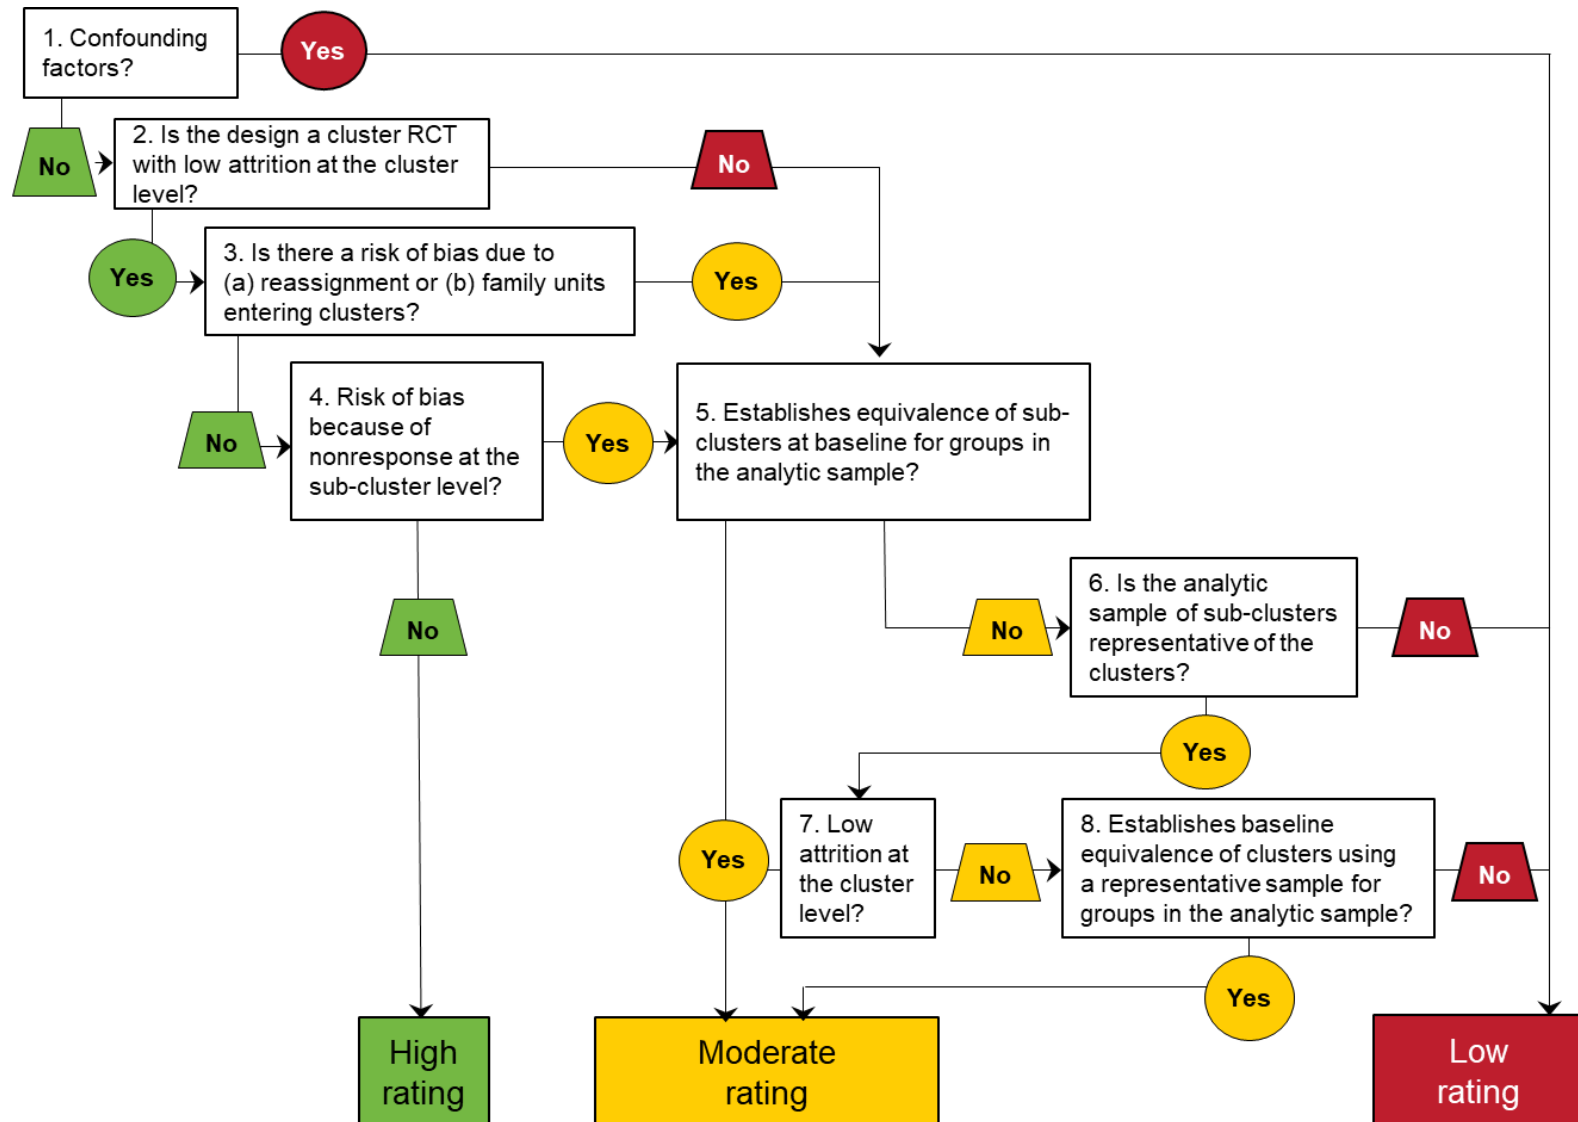 1. Confounding
factors?
Yes
No
2. Is the design a cluster RCT
with low attrition at the cluster
level?
No
Yes
3. Is there a risk of bias due to
(a) reassignment or (b) family units
entering clusters?
Yes
No
4. Risk of bias
because of
nonresponse at the
sub-cluster level?
Yes
5. Establishes equivalence of sub-
clusters at baseline for groups in
the analytic sample?
No
No
6. Is the analytic
sample of sub-clusters
representative of the
clusters?
No
Yes
Yes
7. Low
attrition at
the cluster
level?
No
8. Establishes baseline
equivalence of clusters using
a representative sample for
groups in the analytic sample?
No
Yes
High
rating
Moderate
rating
Low
rating